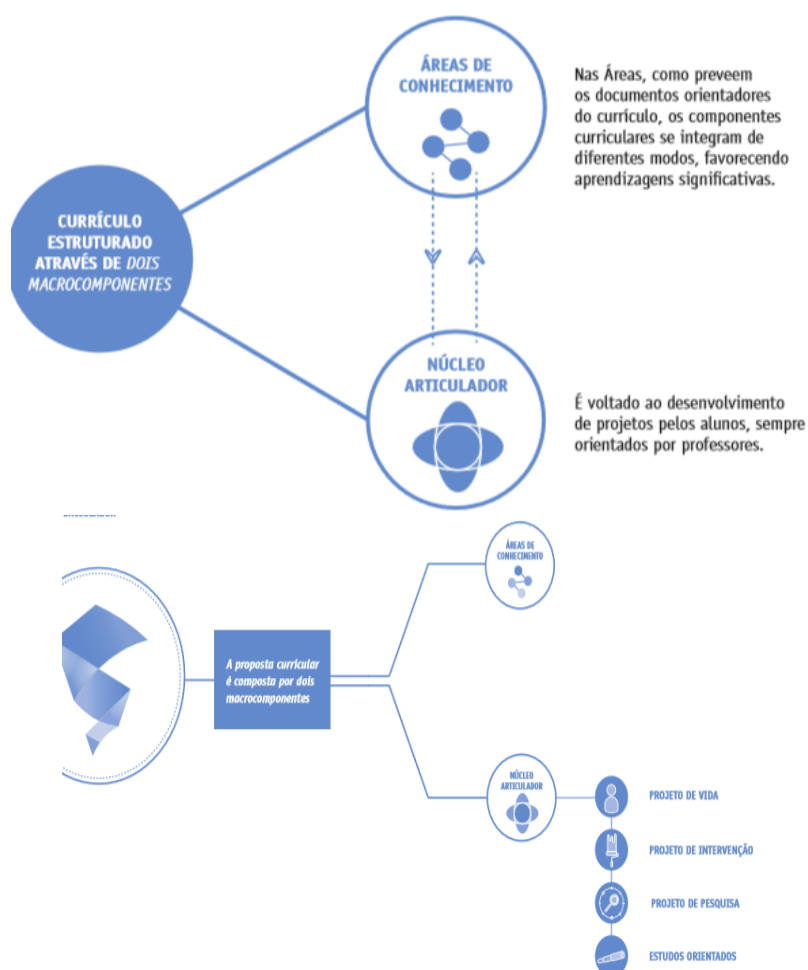 ÁREAS DE
CONHECIMENTO
Nas Áreas, como preveem
os documentos orientadores
do currículo, os componentes
curriculares se integram de
diferentes modos, favorecendo
aprendizagens significativas.
CURRÍCULO
ESTRUTURADO
ATRAVÉS DE DOIS
MACROCOMPONENTES
NÚCLEO
ARTICULADOR
É voltado ao desenvolvimento
de projetos pelos alunos, sempre
orientados por professores.
ÁREAS DE
CONHECIMENTO
A proposta curricular
é composta por dois
macrocomponentes
NÚCLEO
ARTICULADOR
PROJETO DE VIDA
PROJETO DE INTERVENÇÃO
PROJETO DE PESQUISA
ESTUDOS ORIENTADOS